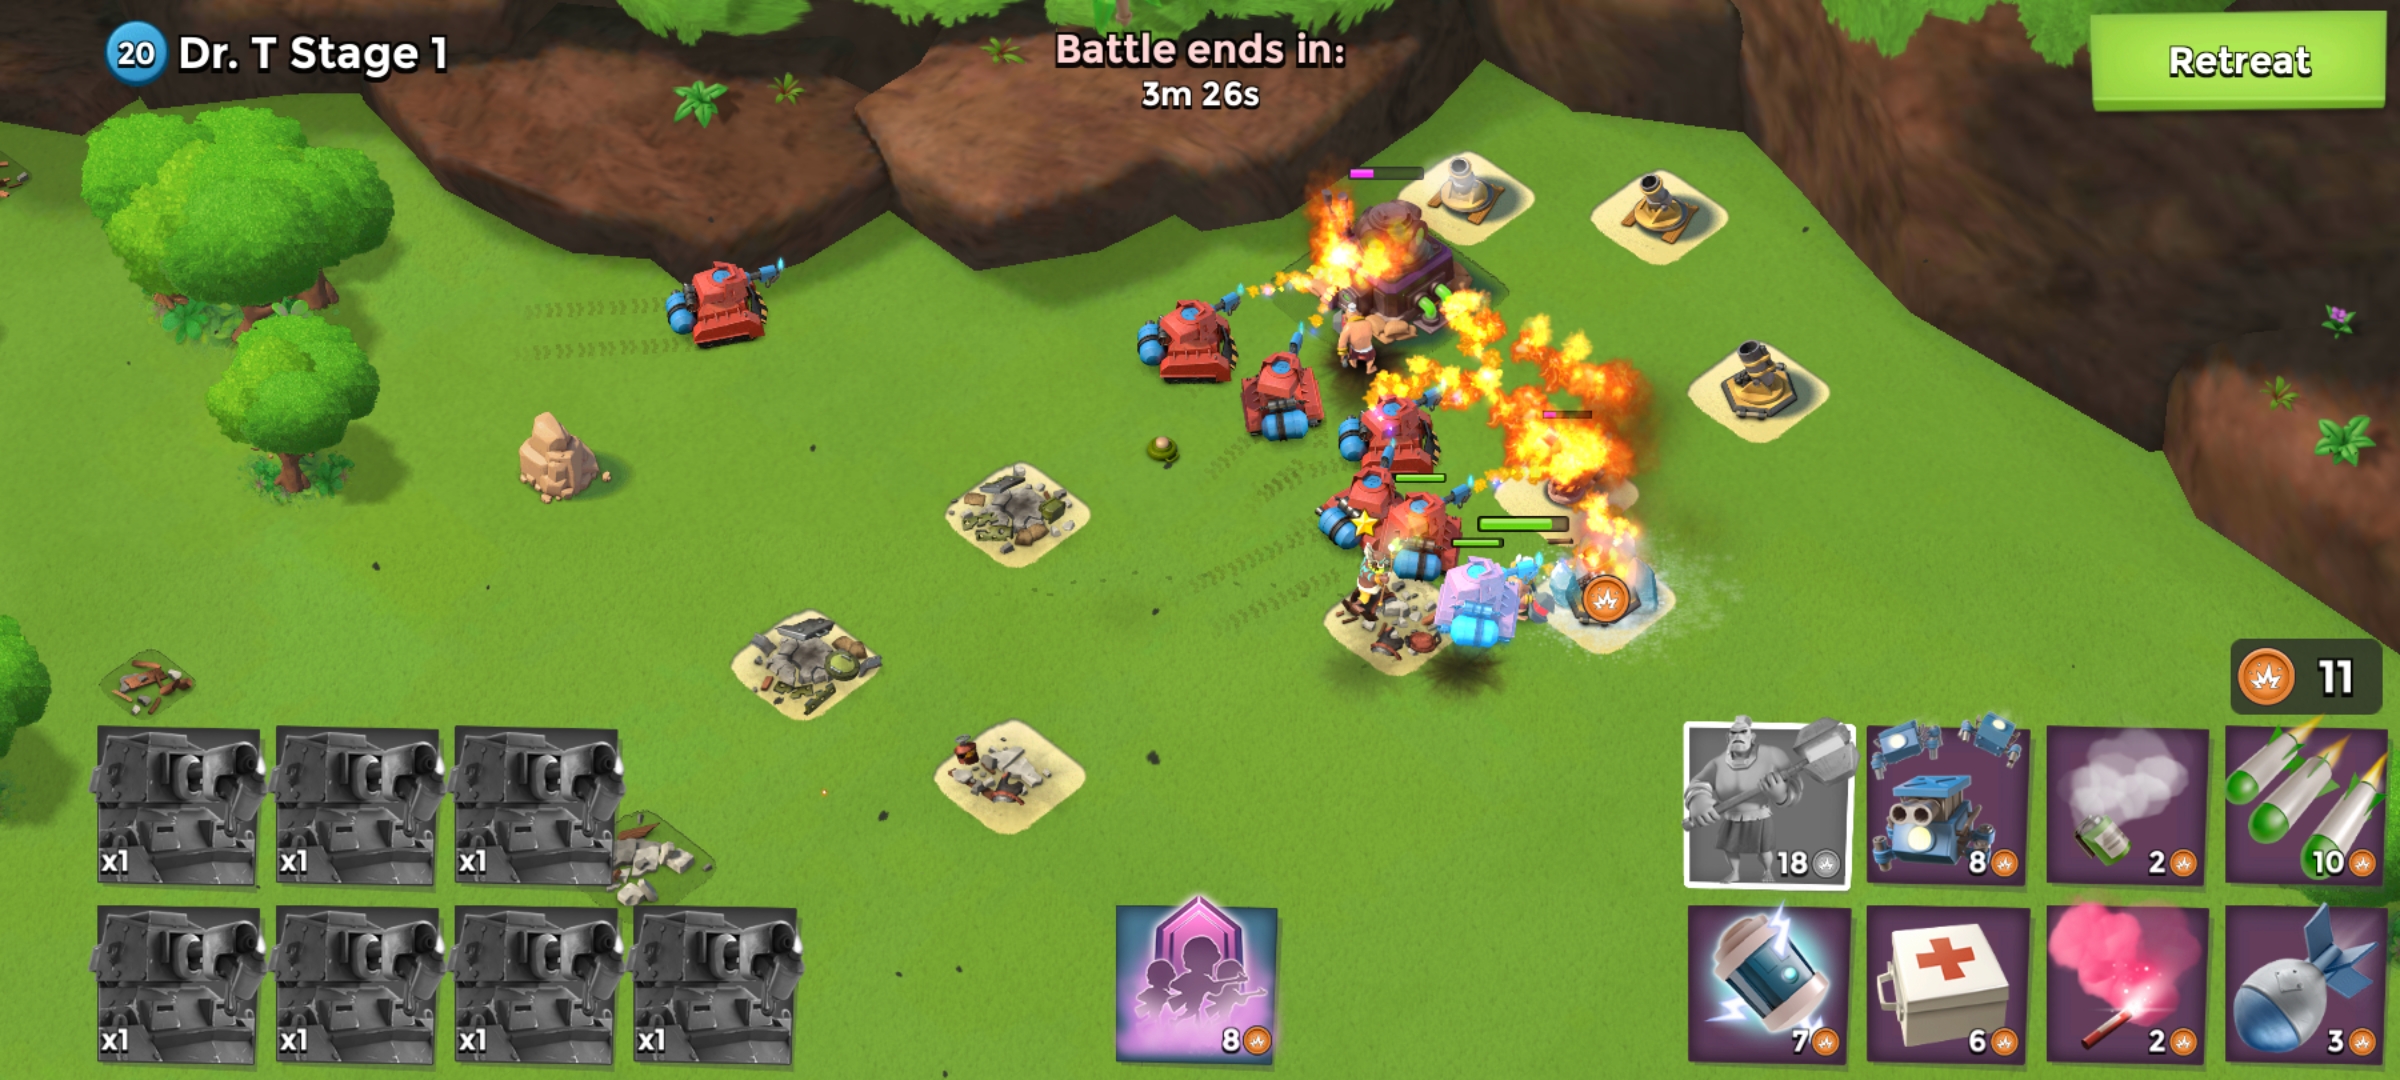 20 Dr. T Stage 1
Battle ends in:
3m 26s
Retreat
11
x1 x1 x1
18 8 2 10
x1 x1 x1 x1
8
7 6 2 3